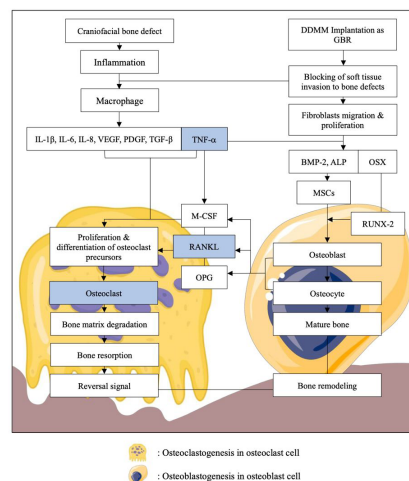 Craniofacial bone defect
DDMM Implantation as
GBR
Inflammation
Blocking of soft tissue
invasion to bone defects
Macrophage
Fibroblasts migration &
proliferation
IL-1β, IL-6, IL-8, VEGF, PDGF, TGF-β
TNF-α
BMP-2, ALP
OSX
MSCs
M-CSF
RUNX-2
Proliferation &
differentiation of osteoclast
precursors
RANKL
Osteoblast
OPG
Osteoclast
Osteocyte
Bone matrix degradation
Mature bone
Bone resorption
Reversal signal
Bone remodeling
: Osteoclastogenesis in osteoclast cell
: Osteoblastogenesis in osteoblast cell